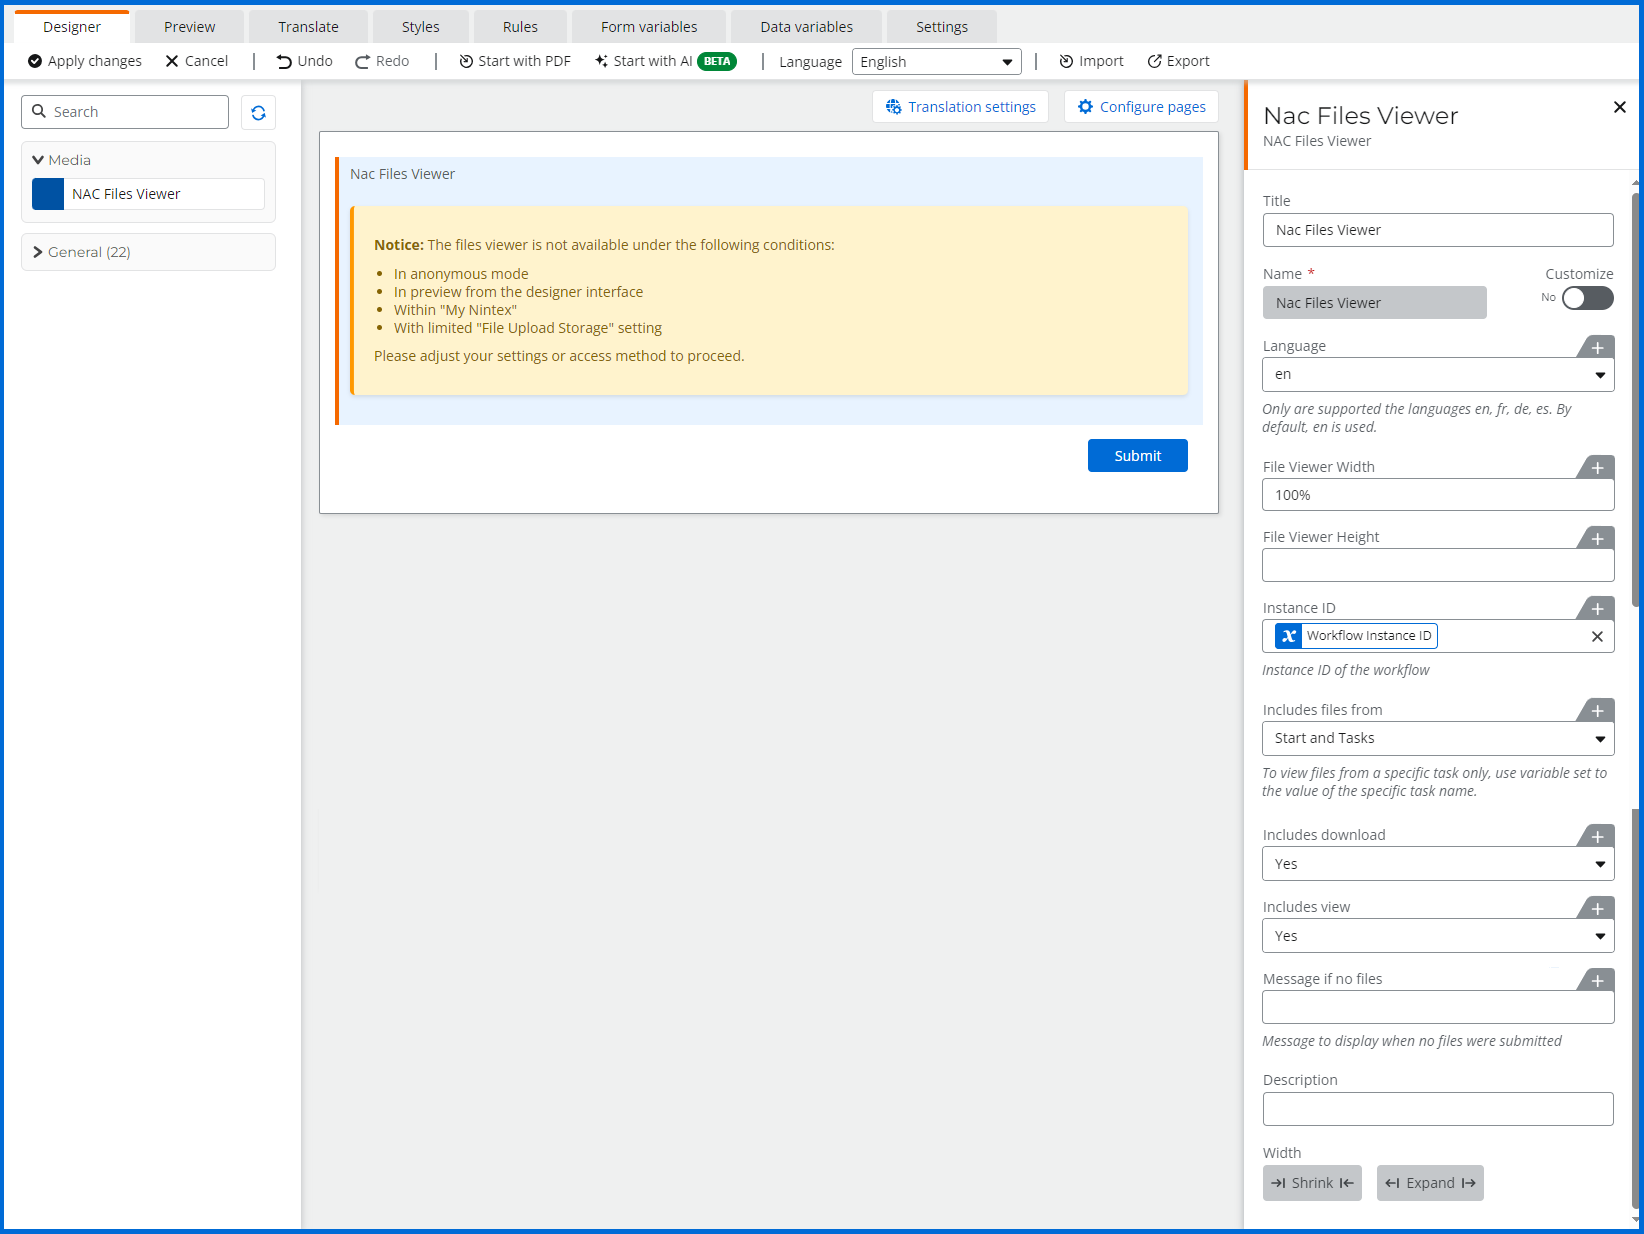 Designer
Preview
Translate
Styles
Rules
Form variables
Data variables
Settings
Apply changes
Cancel
Undo
Redo
Start with PDF
Start with AI BETA
Language
English
Import
Export
Search
Media
NAC Files Viewer
General (22)
Translation settings
Configure pages
Nac Files Viewer
Notice: The files viewer is not available under the following conditions:
In anonymous mode
In preview from the designer interface
Within "My Nintex"
With limited "File Upload Storage" setting
Please adjust your settings or access method to proceed.
Submit
Nac Files Viewer
NAC Files Viewer
Title
Nac Files Viewer
Name *
Customize
Nac Files Viewer
No
Language
en
Only are supported the languages en, fr, de, es. By
default, en is used.
File Viewer Width
100%
File Viewer Height
Instance ID
Workflow Instance ID
Instance ID of the workflow
Includes files from
Start and Tasks
To view files from a specific task only, use variable set to
the value of the specific task name.
Includes download
Yes
Includes view
Yes
Message if no files
Message to display when no files were submitted
Description
Width
Shrink
Expand